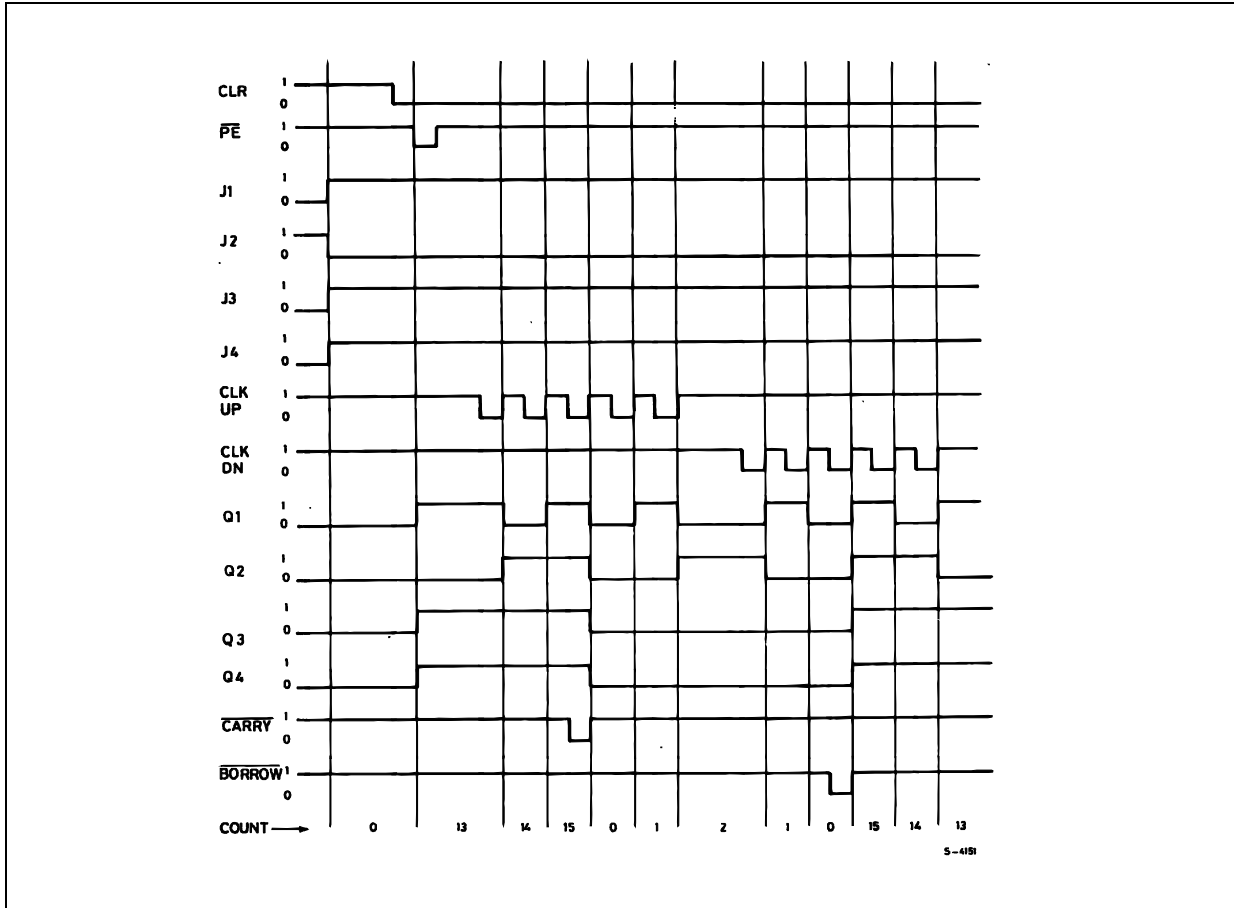 CLR 1
0
PE 1
0
J1 1
0
J2 1
0
J3 1
0
J4 1
0
CLK UP 1
0
CLK DN 1
0
Q1 1
0
Q2 1
0
Q3 1
0
Q4 1
0
CARRY 1
0
BORROW 1
0
COUNT → 0 13 14 15 0 1 2 1 0 15 14 13
S-4151